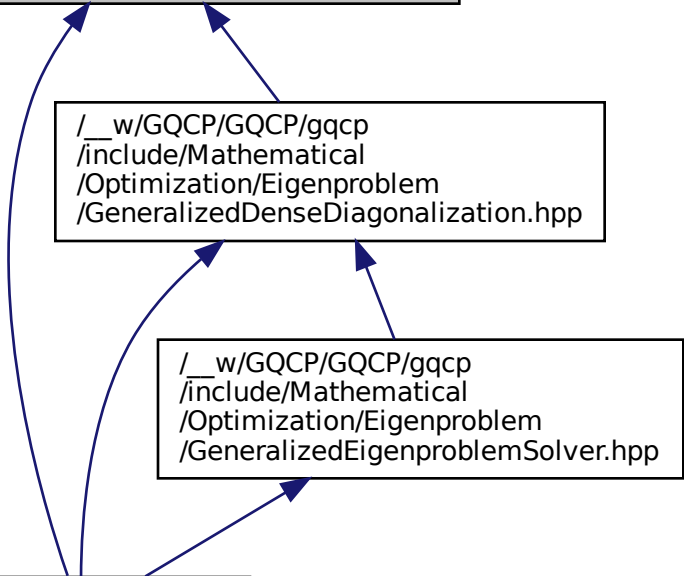 /__w/GQCP/GQCP/gqcp
/include/Mathematical
/Optimization/Eigenproblem
/GeneralizedDenseDiagonalization.hpp
/__w/GQCP/GQCP/gqcp
/include/Mathematical
/Optimization/Eigenproblem
/GeneralizedEigenproblemSolver.hpp